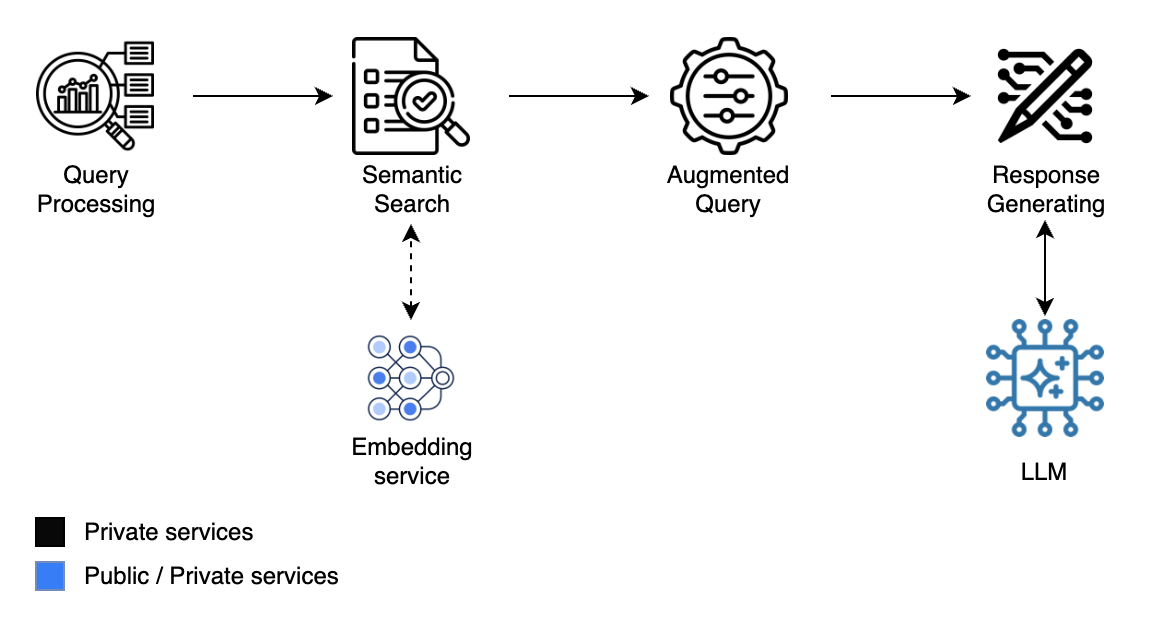 Query
Processing
Semantic
Search
Augmented
Query
Response
Generating
Embedding
service
LLM
Private services
Public / Private services